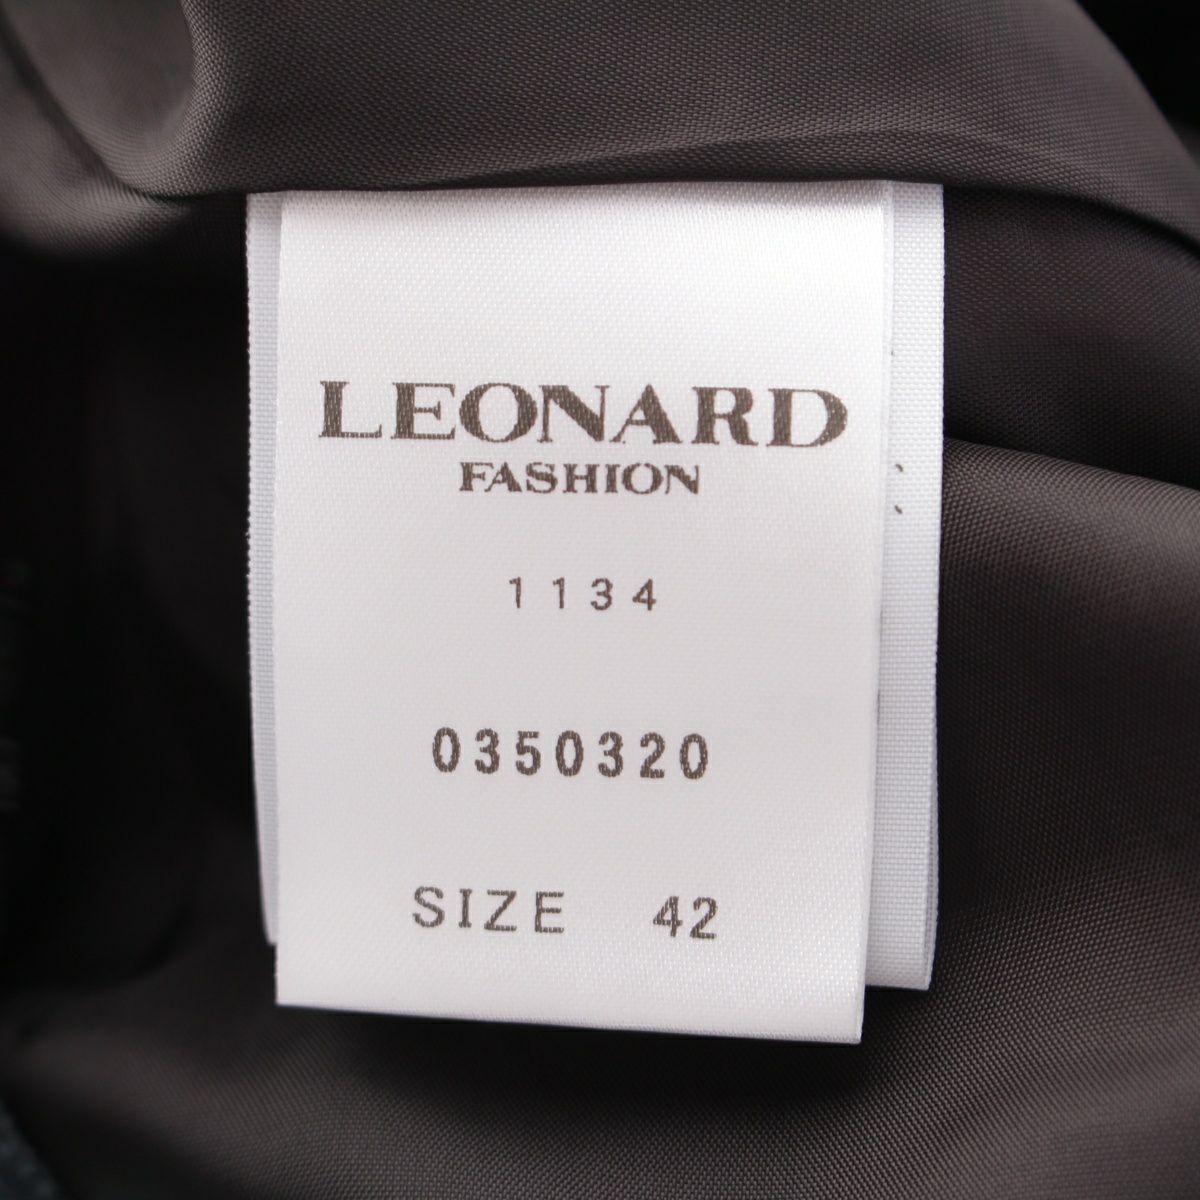 LEONARD
FASHION
1134
0350320
SIZE 42